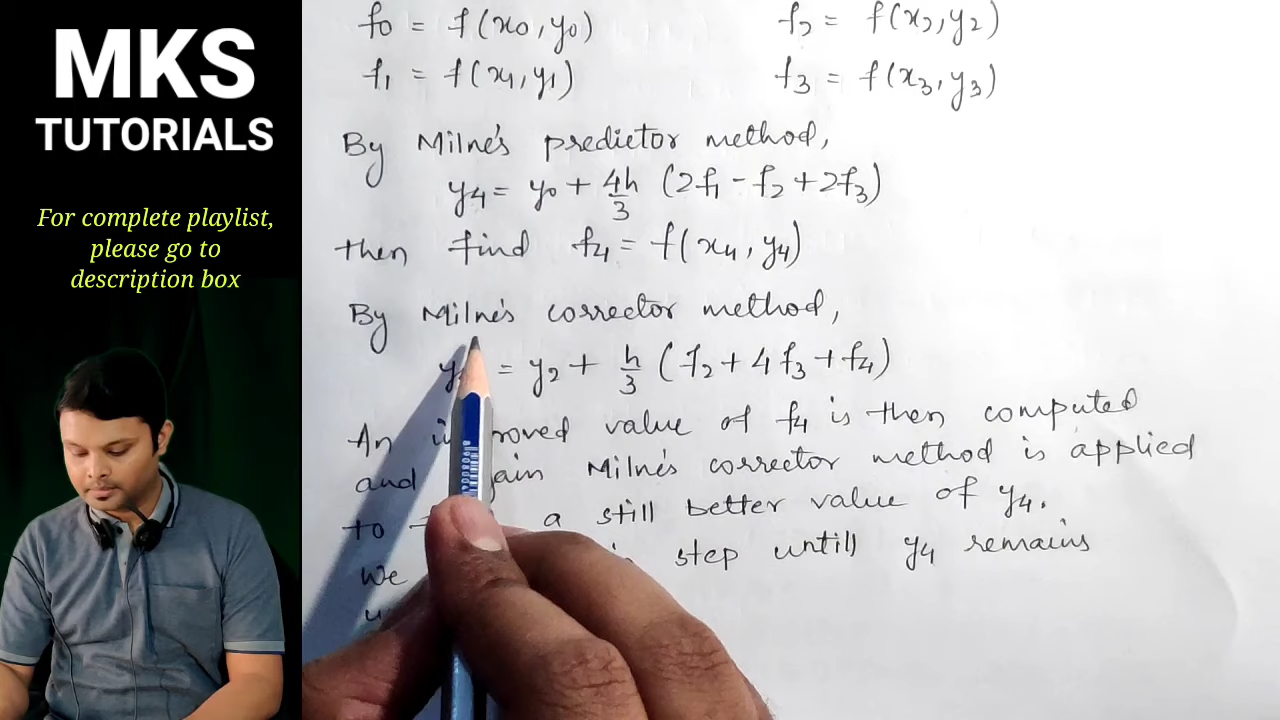 MKS
TUTORIALS
For complete playlist,
please go to
description box
f0 = f(x0, y0) f2 = f(x2, y2)
f1 = f(x1, y1) f3 = f(x3, y3)
By Milne's predictor method,
y4 = y0 + 4h/3 (2f1 - f2 + 2f3)
then find f4 = f(x4, y4)
By Milne's corrector method,
= y2 + h/3 (f2 + 4f3 + f4)
An value of f4 is then computed
and Milne's corrector method is applied
to a still better value of y4.
We step untill y4 remains